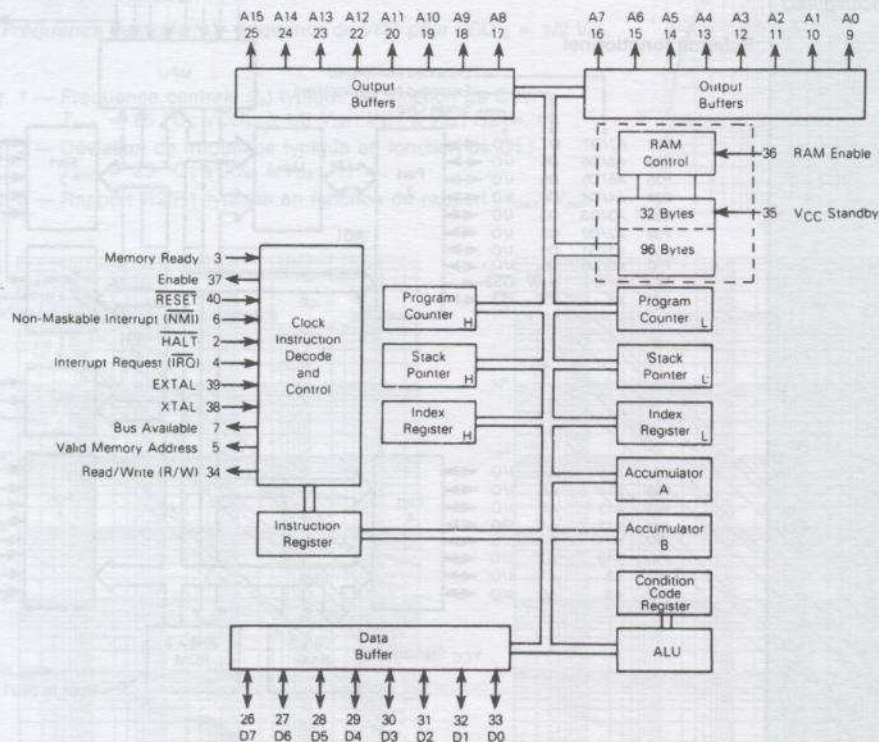 A15 A14 A13 A12 A11 A10 A9 A8 A7 A6 A5 A4 A3 A2 A1 A0
25 24 23 22 20 19 18 17 16 15 14 13 12 11 10 9
Output
Buffers
Output
Buffers
RAM
Control
36 RAM Enable
32 Bytes
35 VCC Standby
96 Bytes
Memory Ready 3
Enable 37
RESET 40
Non-Maskable Interrupt (NMI) 6
HALT 2
Interrupt Request (IRQ) 4
EXTAL 39
XTAL 38
Bus Available 7
Valid Memory Address 5
Read/Write (R/W) 34
Clock
Instruction
Decode
and
Control
Program
Counter H
Program
Counter L
Stack
Pointer H
Stack
Pointer L
Index
Register H
Index
Register L
Accumulator
A
Instruction
Register
Accumulator
B
Condition
Code
Register
ALU
Data
Buffer
26 27 28 29 30 31 32 33
D7 D6 D5 D4 D3 D2 D1 D0